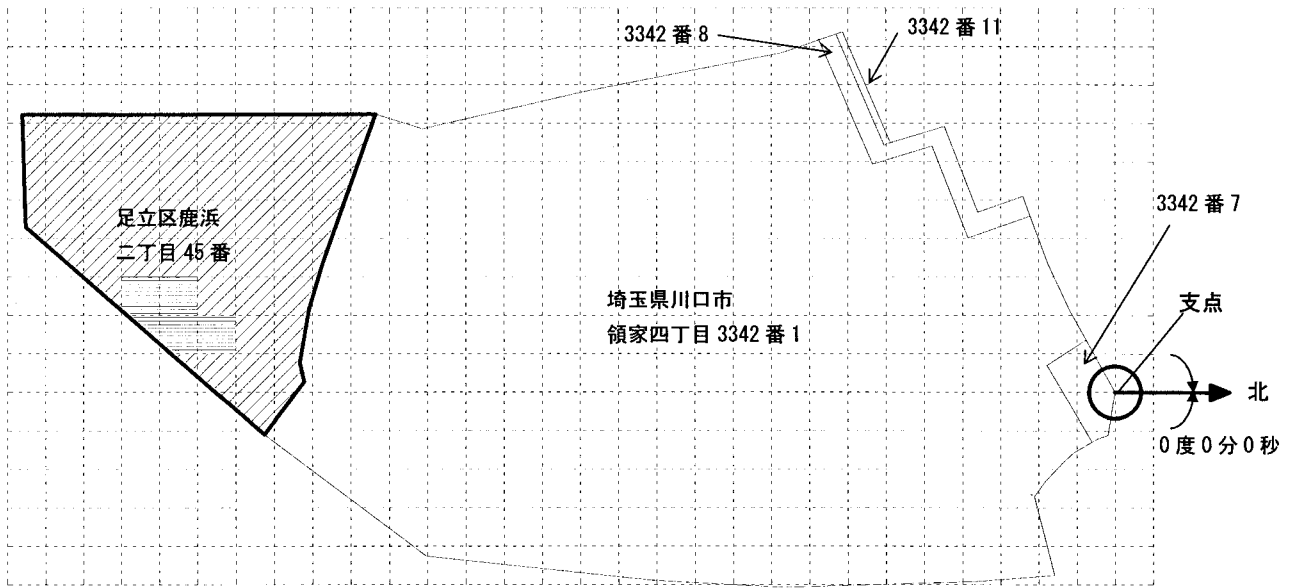 3342番8
3342番11
3342番7
足立区鹿浜
二丁目45番
埼玉県川口市
領家四丁目3342番1
支点
北
0度0分0秒